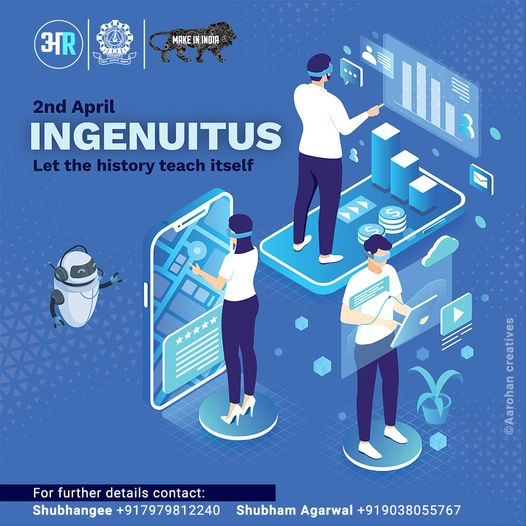 आR
MAKE IN INDIA
2nd April
INGENUITUS
Let the history teach itself
©Aarohan creatives
For further details contact:
Shubhangee +917979812240 Shubham Agarwal +919038055767